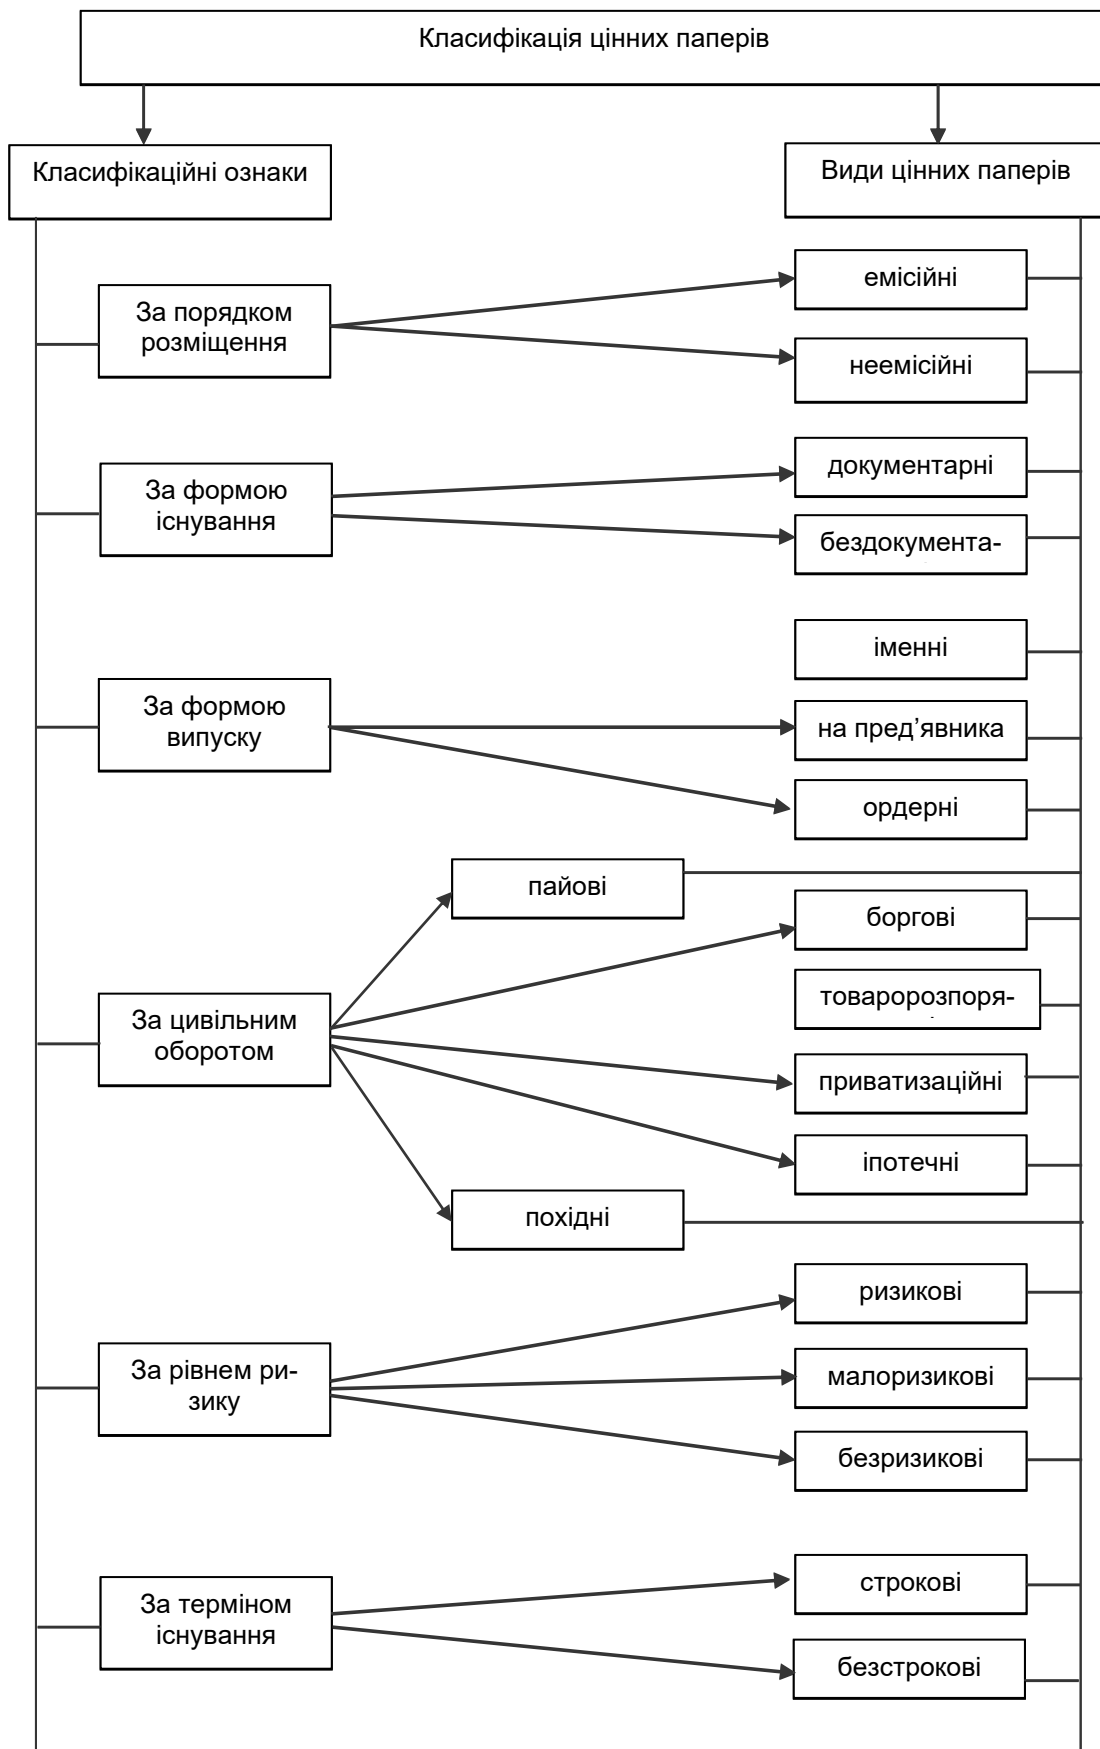 Класифікація цінних паперів
Класифікаційні ознаки
Види цінних паперів
За порядком
розміщення
емісійні
неемісійні
За формою
існування
документарні
бездокумента-
За формою
випуску
іменні
на пред’явника
ордерні
За цивільним
оборотом
пайові
боргові
товаророзпоря-
приватизаційні
іпотечні
похідні
За рівнем ри-
зику
ризикові
малоризикові
безризикові
За терміном
існування
строкові
безстрокові